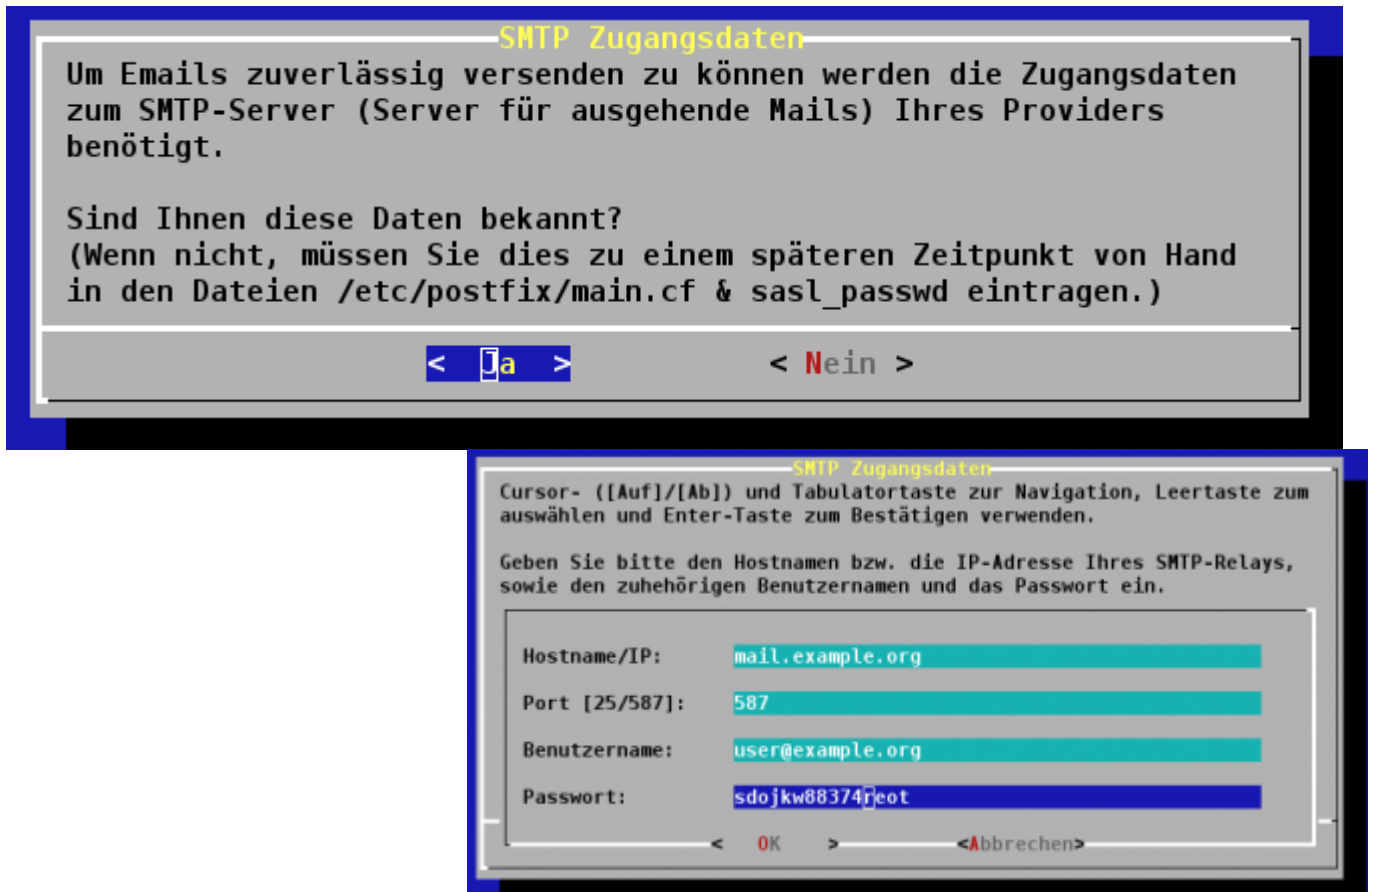 SMTP Zugangsdaten
Um Emails zuverlässig versenden zu können werden die Zugangsdaten
zum SMTP-Server (Server für ausgehende Mails) Ihres Providers
benötigt.
Sind Ihnen diese Daten bekannt?
(Wenn nicht, müssen Sie dies zu einem späteren Zeitpunkt von Hand
in den Dateien /etc/postfix/main.cf & sasl_passwd eintragen.)
< Ja > < Nein >
SMTP Zugangsdaten
Cursor- ([Auf]/[Ab]) und Tabulatortaste zur Navigation, Leertaste zum
auswählen und Enter-Taste zum Bestätigen verwenden.
Geben Sie bitte den Hostnamen bzw. die IP-Adresse Ihres SMTP-Relays,
sowie den zuhehörigen Benutzernamen und das Passwort ein.
Hostname/IP: mail.example.org
Port [25/587]: 587
Benutzername: user@example.org
Passwort: sdojkw88374reot
< OK > <Abbrechen>